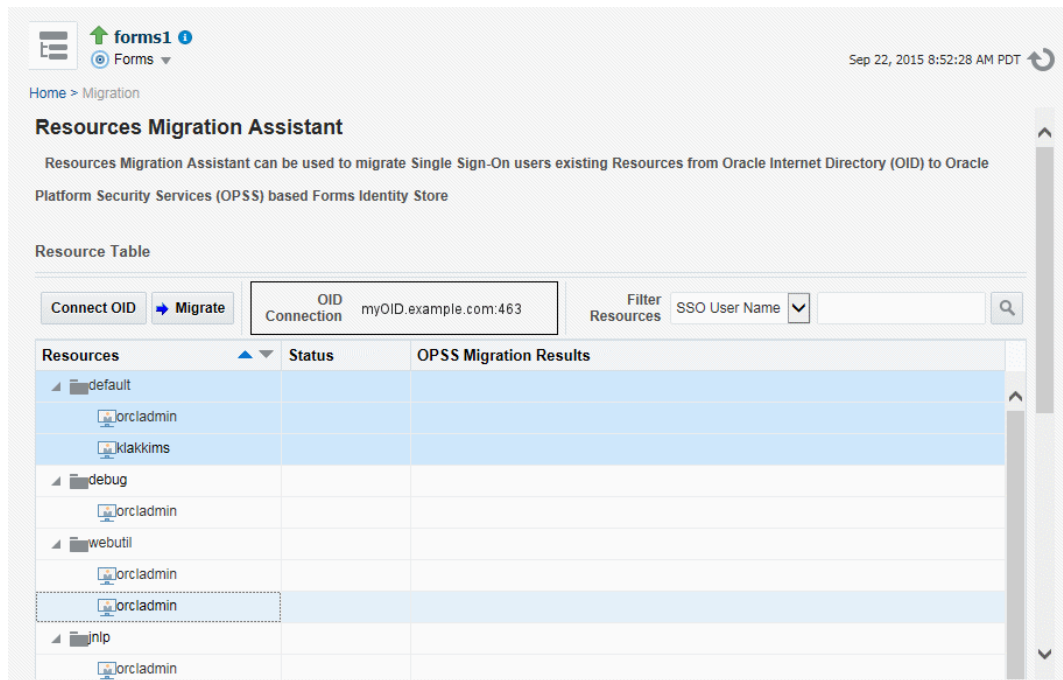 forms1
Forms
Sep 22, 2015 8:52:28 AM PDT
Home > Migration
Resources Migration Assistant
Resources Migration Assistant can be used to migrate Single Sign-On users existing Resources from Oracle Internet Directory (OID) to Oracle
Platform Security Services (OPSS) based Forms Identity Store
Resource Table
Connect OID Migrate OID Connection myOID.example.com:463 Filter Resources SSO User Name
Resources Status OPSS Migration Results
default
orcladmin
klakkims
debug
orcladmin
webutil
orcladmin
orcladmin
jnlp
orcladmin